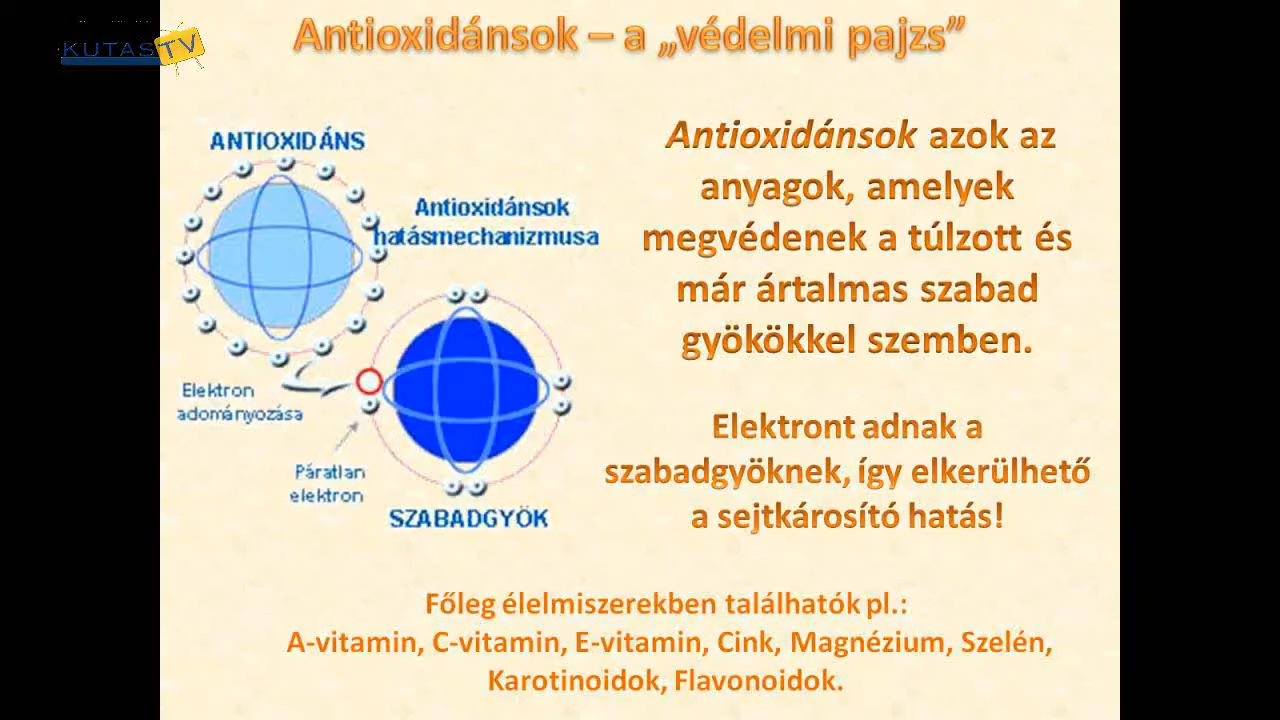 KUTAS TV
Antioxidánsok – a „védelmi pajzs”
ANTIOXIDÁNS
Antioxidánsok
hatásmechanizmusa
Elektron
adományozása
Páratlan
elektron
SZABADGYÖK
Antioxidánsok azok az
anyagok, amelyek
megvédenek a túlzott és
már ártalmas szabad
gyökökkel szemben.
Elektront adnak a
szabadgyöknek, így elkerülhető
a sejtkárosító hatás!
Főleg élelmiszerekben találhatók pl.:
A-vitamin, C-vitamin, E-vitamin, Cink, Magnézium, Szelén,
Karotinoidok, Flavonoidok.